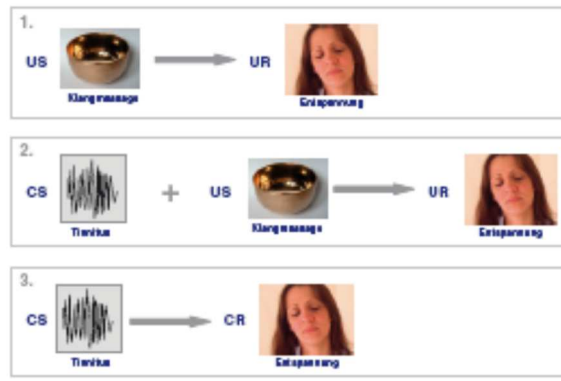 1.
US
UR
Klangmassage
Entspannung
2.
CS
+
US
UR
Tinnitus
Klangmassage
Entspannung
3.
CS
CR
Tinnitus
Entspannung